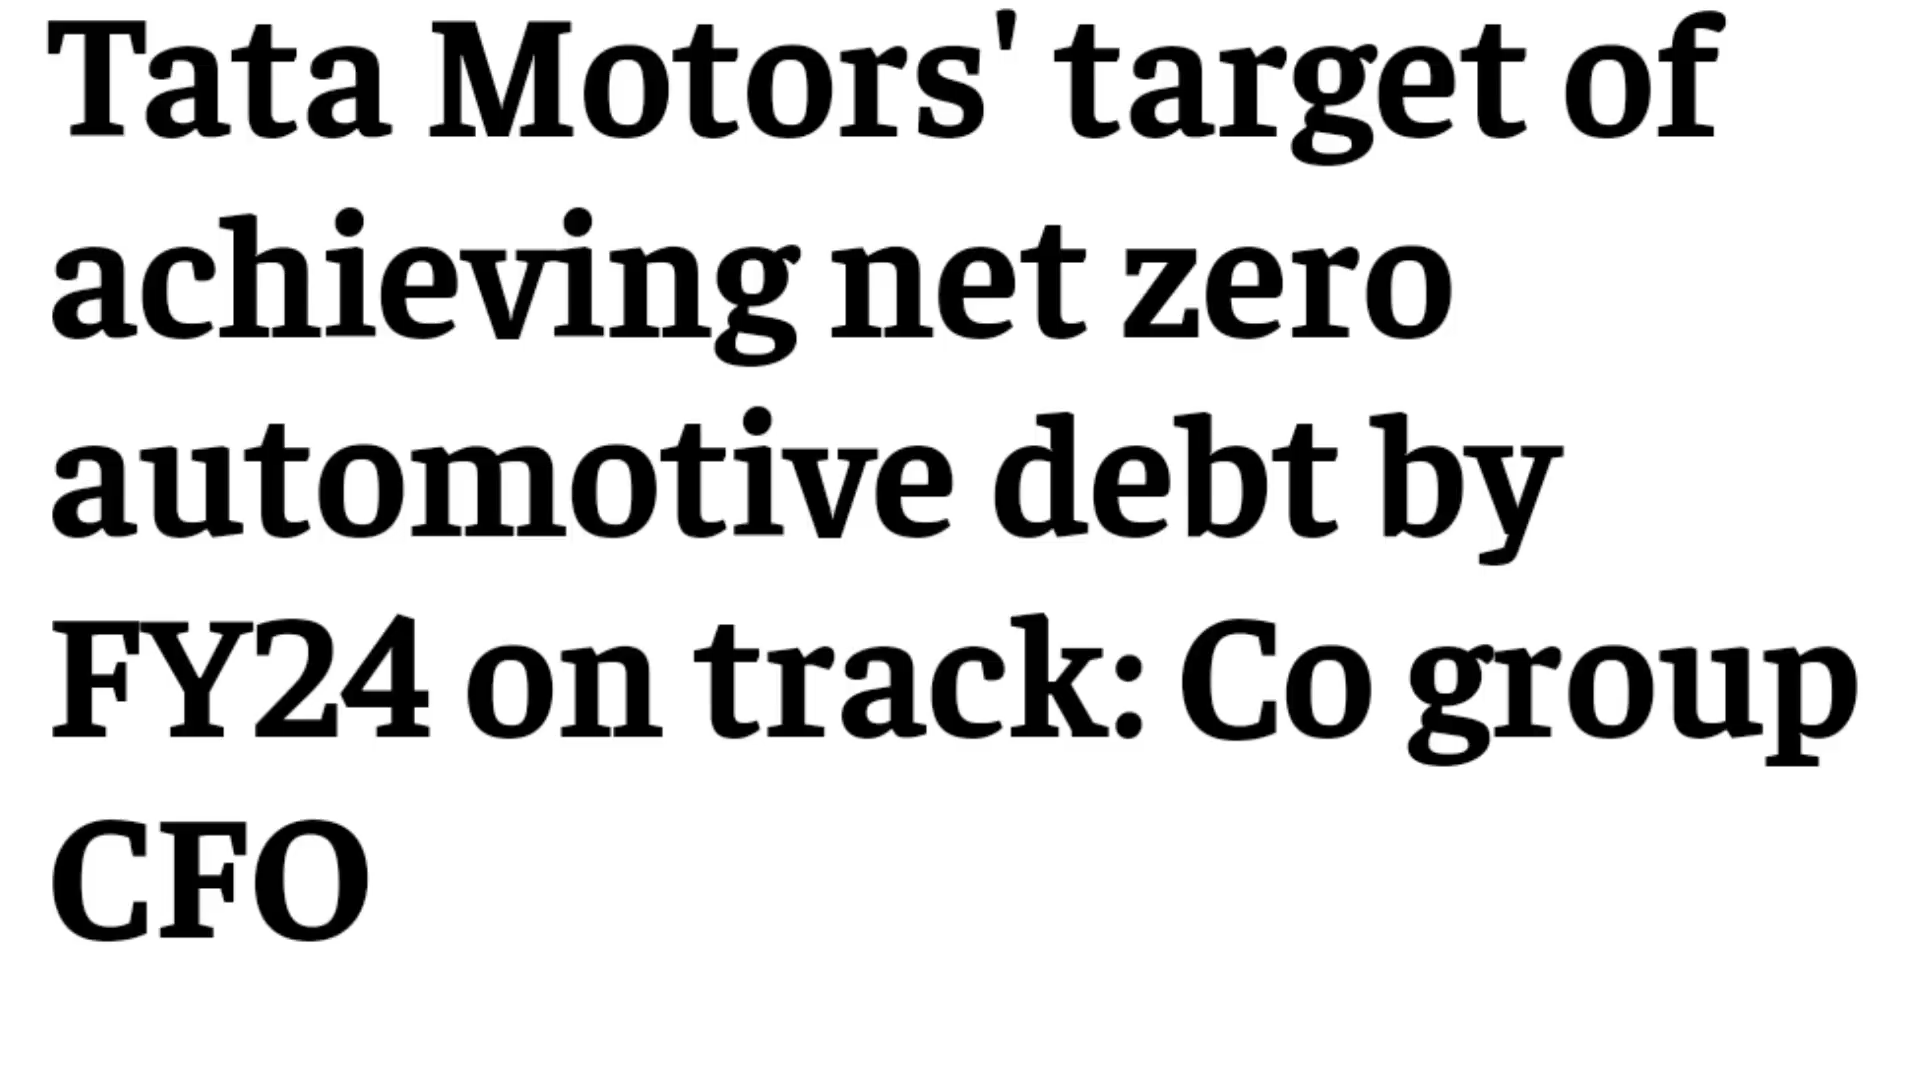 Tata Motors' target of
achieving net zero
automotive debt by
FY24 on track: Co group
CFO